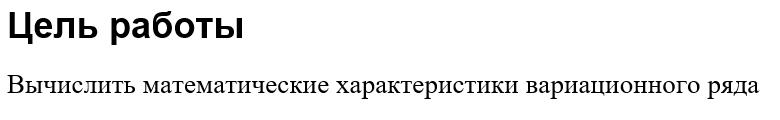 Цель работы
Вычислить математические характеристики вариационного ряда